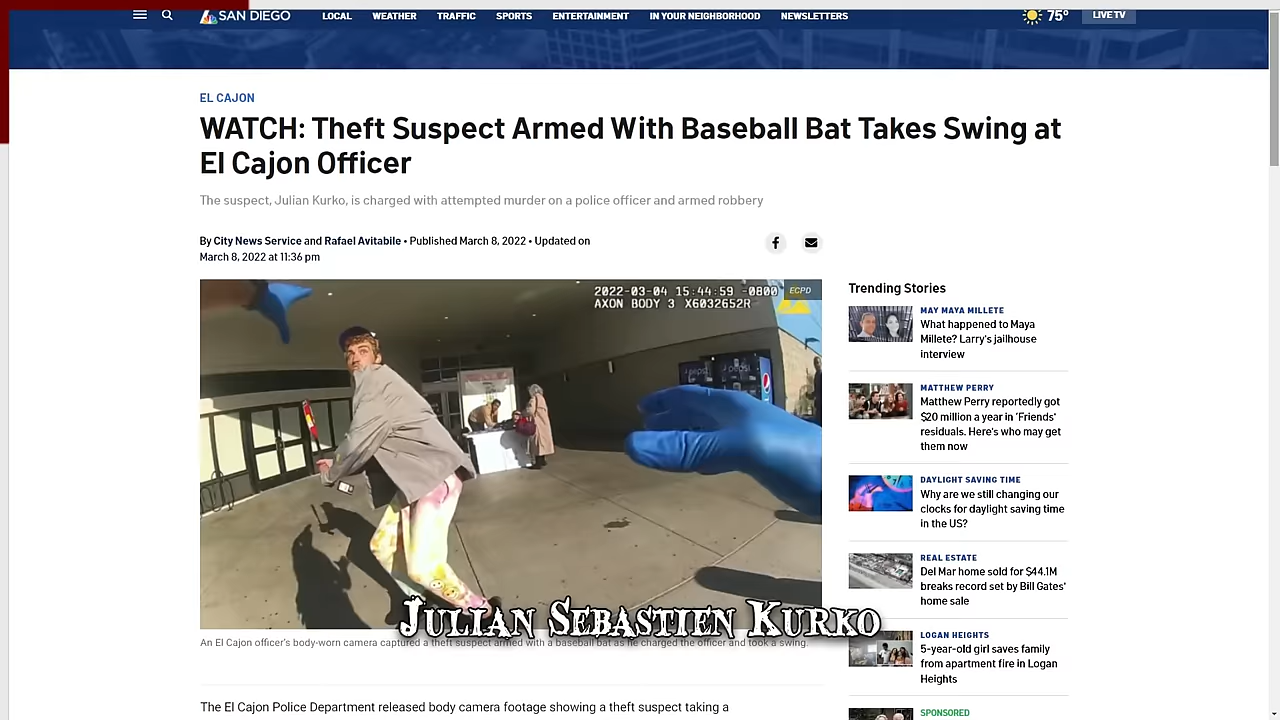 SAN DIEGO
LOCAL WEATHER TRAFFIC SPORTS ENTERTAINMENT IN YOUR NEIGHBORHOOD NEWSLETTERS
75° LIVE TV
EL CAJON
WATCH: Theft Suspect Armed With Baseball Bat Takes Swing at
El Cajon Officer
The suspect, Julian Kurko, is charged with attempted murder on a police officer and armed robbery
By City News Service and Rafael Avitabile • Published March 8, 2022 • Updated on
March 8, 2022 at 11:36 pm
2022-03-04 15:44:59 -0800
AXON BODY 3 X6032652R
ECPD
pepsi
pepsi
Julian Sebastien Kurko
An El Cajon officer's body-worn camera captured a theft suspect armed with a baseball bat as he charged the officer and took a swing.
The El Cajon Police Department released body camera footage showing a theft suspect taking a
Trending Stories
MAY MAYA MILLETE
What happened to Maya
Millete? Larry's jailhouse
interview
MATTHEW PERRY
Matthew Perry reportedly got
$20 million a year in 'Friends'
residuals. Here's who may get
them now
DAYLIGHT SAVING TIME
Why are we still changing our
clocks for daylight saving time
in the US?
REAL ESTATE
Del Mar home sold for $44.1M
breaks record set by Bill Gates'
home sale
LOGAN HEIGHTS
5-year-old girl saves family
from apartment fire in Logan
Heights
SPONSORED